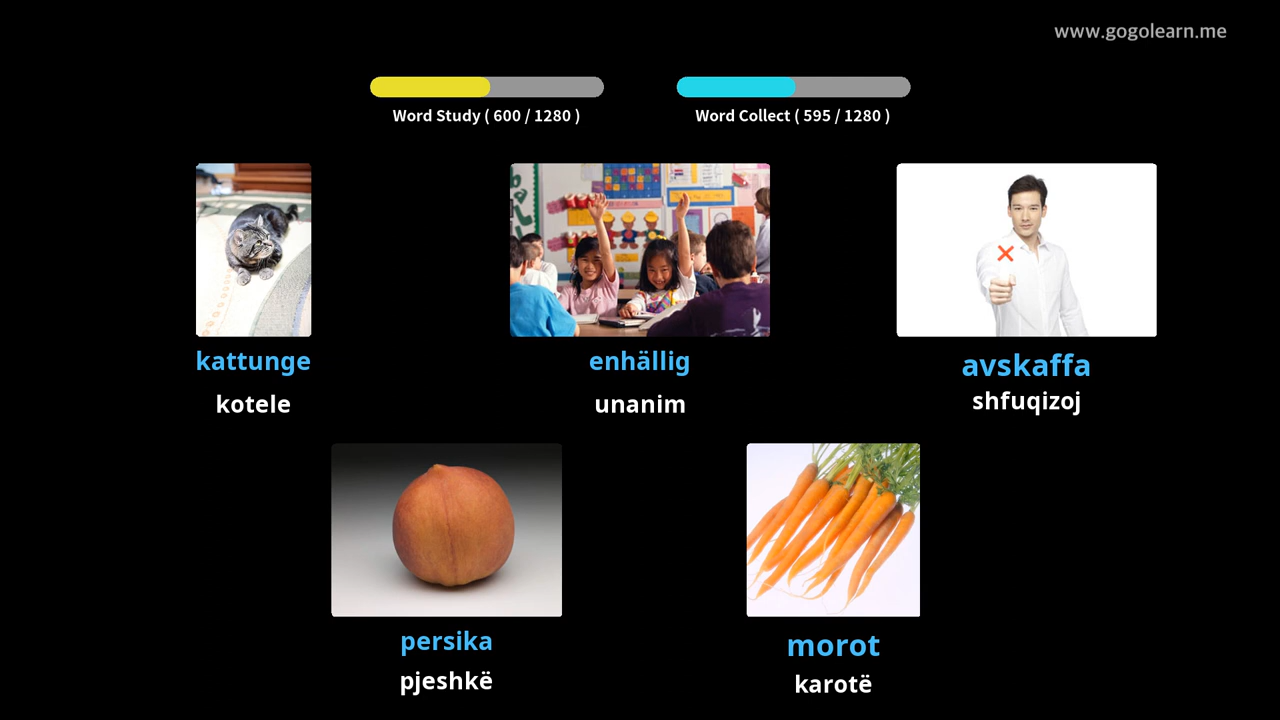 www.gogolearn.me
Word Study ( 600 / 1280 )
Word Collect ( 595 / 1280 )
kattunge
kotele
enhällig
unanim
avskaffa
shfuqizoj
persika
pjeshkë
morot
karotë